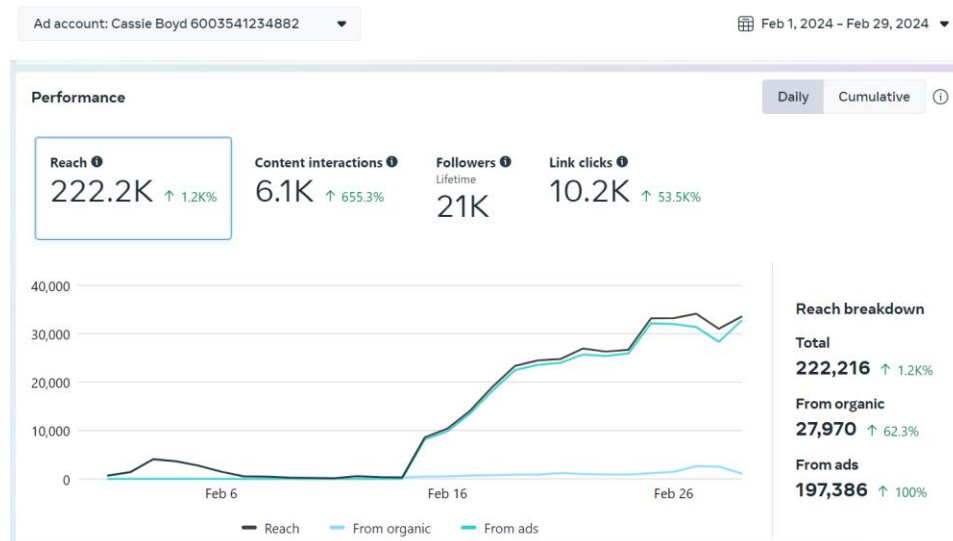 Ad account: Cassie Boyd 6003541234882
Feb 1, 2024 – Feb 29, 2024
Performance
Daily
Cumulative
Reach
222.2K ↑ 1.2K%
Content interactions
6.1K ↑ 655.3%
Followers
Lifetime
21K
Link clicks
10.2K ↑ 53.5K%
40,000
30,000
20,000
10,000
0
Feb 6
Feb 16
Feb 26
Reach
From organic
From ads
Reach breakdown
Total
222,216 ↑ 1.2K%
From organic
27,970 ↑ 62.3%
From ads
197,386 ↑ 100%